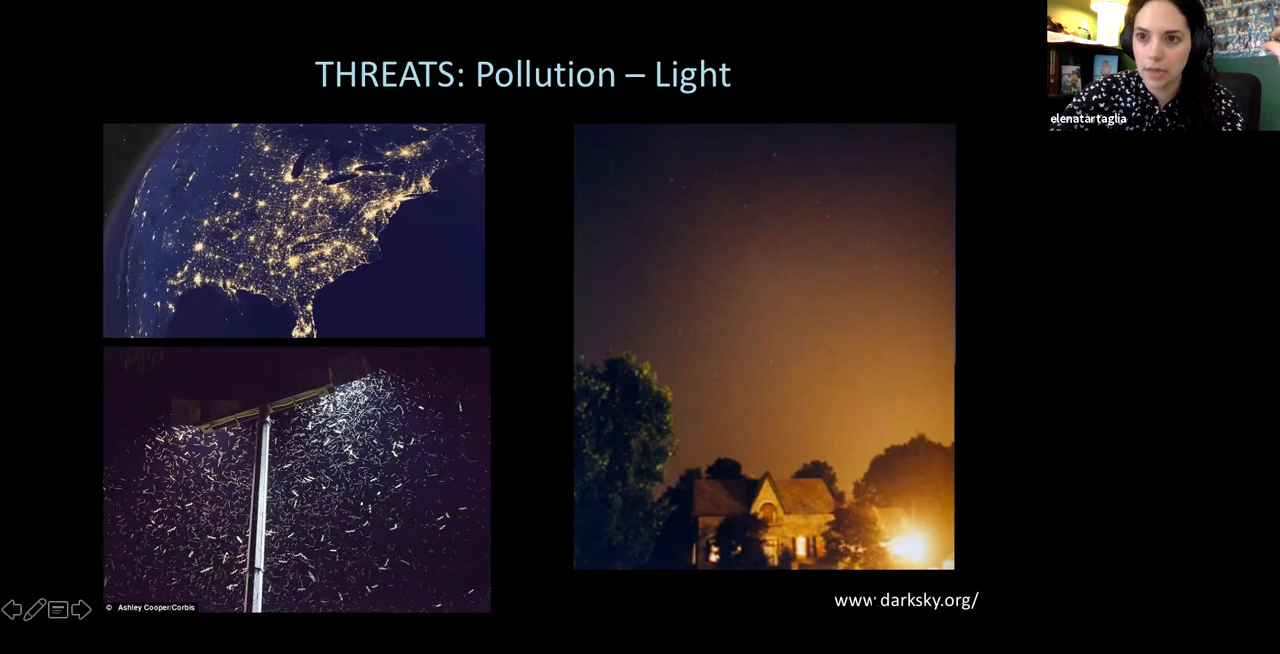 THREATS: Pollution – Light
elenatartaglia
© Ashley Cooper/Corbis
www.darksky.org/